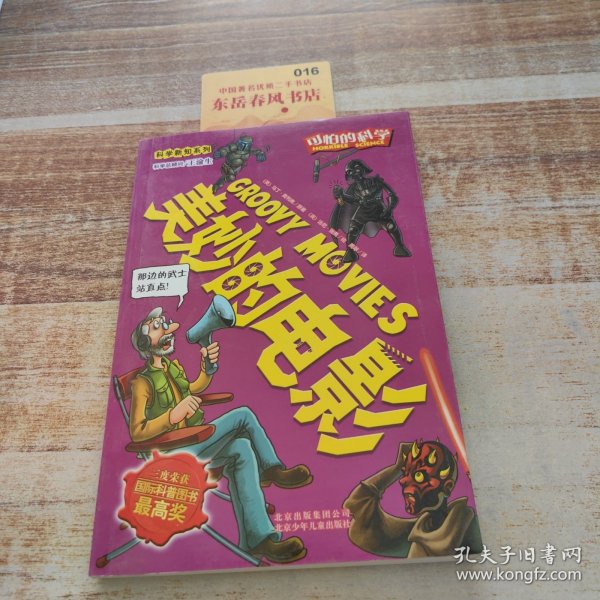 016
中国著名优质二手书店
东岳春风书店
科学新知系列
可怕的科学
HORRIBLE SCIENCE
GROOVY MOVIES
美妙的电影
那边的武士
站直点!
三度荣获
国际科普图书
最高奖
北京出版集团公司
北京少年儿童出版社
孔夫子旧书网
www.kongfz.com